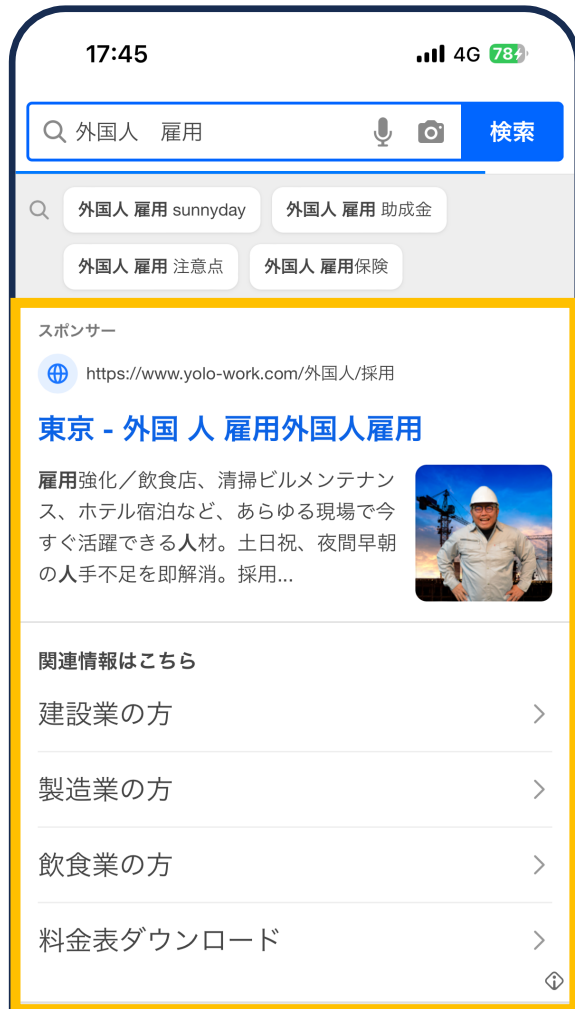 17:45
4G 78
外国人　雇用
検索
外国人 雇用 sunnyday
外国人 雇用 助成金
外国人 雇用 注意点
外国人 雇用保険
スポンサー
https://www.yolo-work.com/外国人/採用
東京 - 外国 人 雇用外国人雇用
雇用強化／飲食店、清掃ビルメンテナン
ス、ホテル宿泊など、あらゆる現場で今
すぐ活躍できる人材。土日祝、夜間早朝
の人手不足を即解消。採用...
関連情報はこちら
建設業の方
製造業の方
飲食業の方
料金表ダウンロード